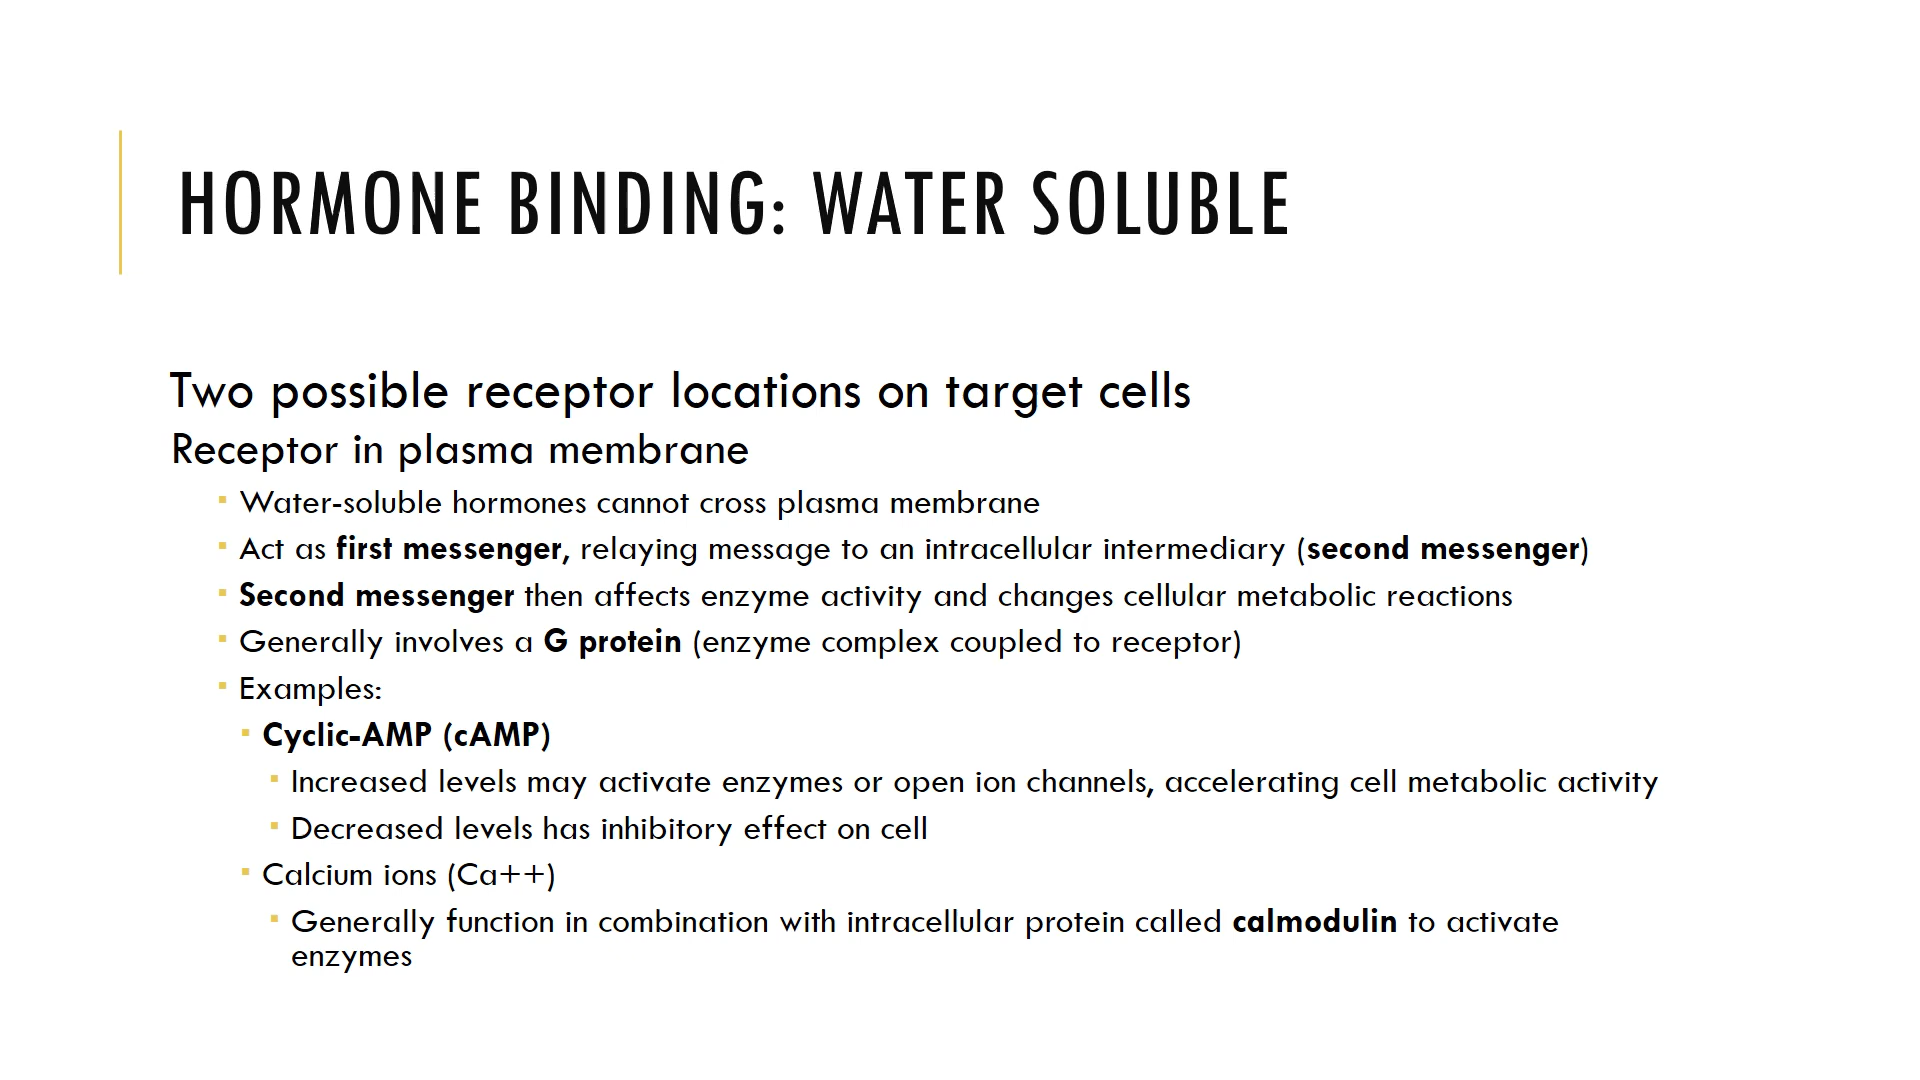 HORMONE BINDING: WATER SOLUBLE
Two possible receptor locations on target cells
Receptor in plasma membrane
▪ Water-soluble hormones cannot cross plasma membrane
▪ Act as first messenger, relaying message to an intracellular intermediary (second messenger)
▪ Second messenger then affects enzyme activity and changes cellular metabolic reactions
▪ Generally involves a G protein (enzyme complex coupled to receptor)
▪ Examples:
▪ Cyclic-AMP (cAMP)
▪ Increased levels may activate enzymes or open ion channels, accelerating cell metabolic activity
▪ Decreased levels has inhibitory effect on cell
▪ Calcium ions (Ca++)
▪ Generally function in combination with intracellular protein called calmodulin to activate
enzymes